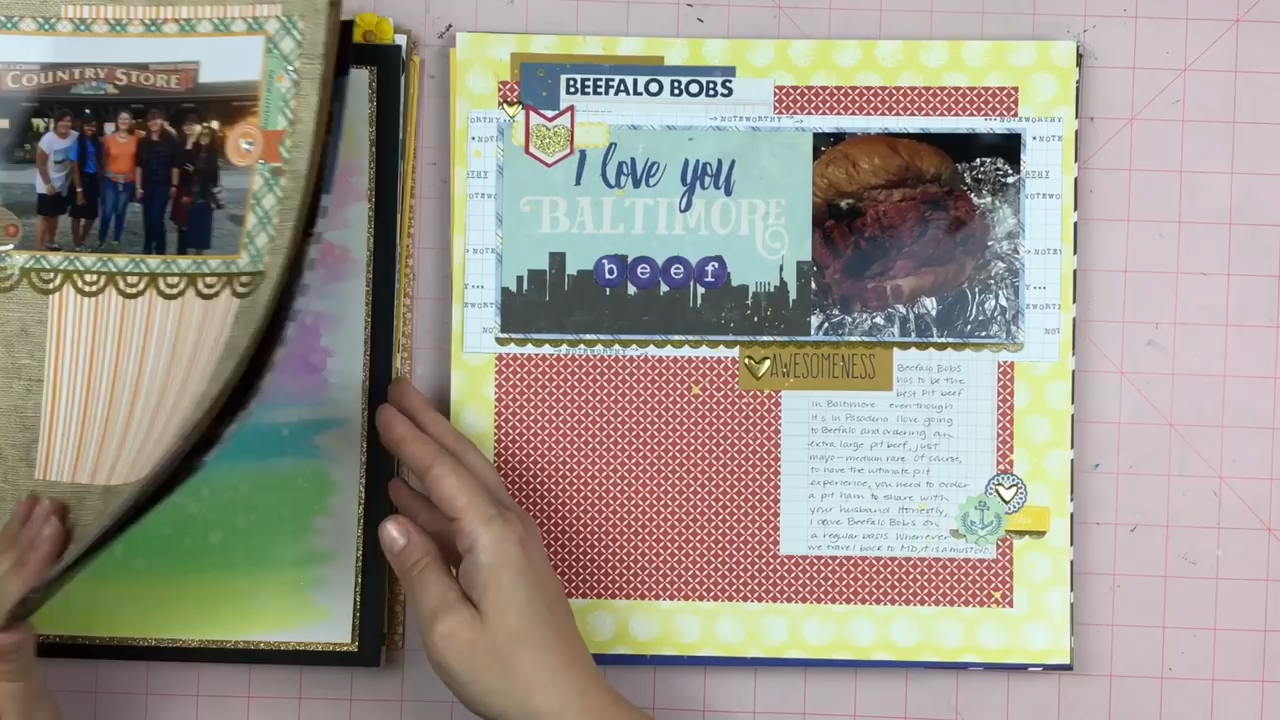 COUNTRY STORE
BEEFALO BOBS
NOTEWORTHY
I love you
BALTIMORE
beef
AWESOMENESS
Beefalo Bobs
has to be the
best pit beef
in Baltimore even though
it's in Pasadena. I love going
to Beefalo and ordering an
extra large pit beef, just
mayo - medium rare. Of course,
to have the ultimate pit
experience, you need to order
a pit ham to share with
your husband. Honestly,
I crave Beefalo Bob's on
a regular basis. Whenever
we travel back to MD, it is a must do.